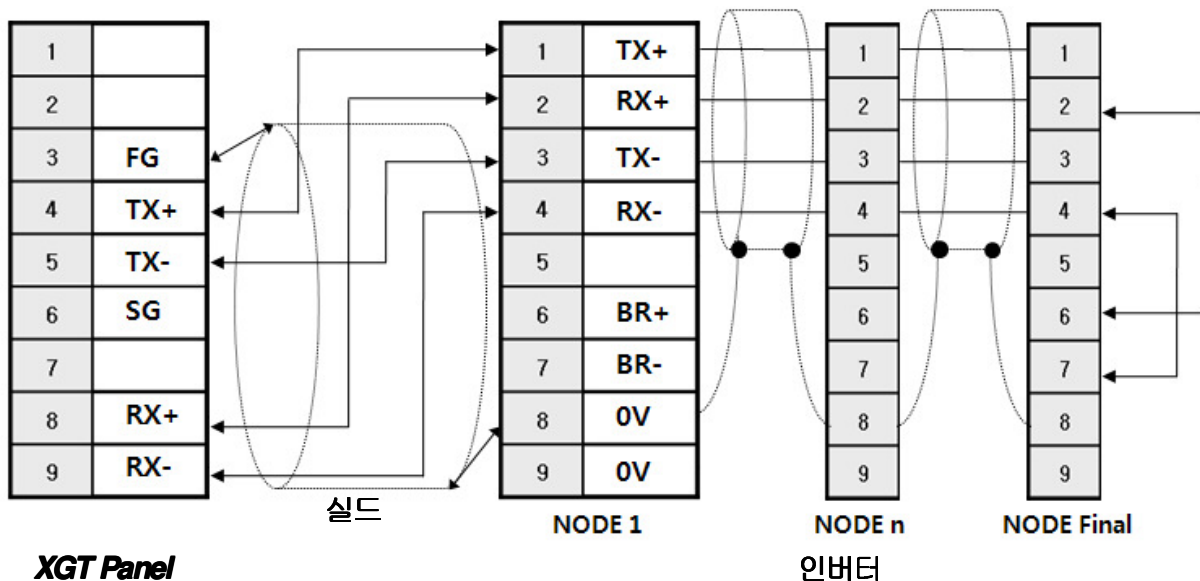 1
2
3 FG
4 TX+
5 TX-
6 SG
7
8 RX+
9 RX-
XGT Panel
실드
1 TX+
2 RX+
3 TX-
4 RX-
5
6 BR+
7 BR-
8 0V
9 0V
NODE 1
1
2
3
4
5
6
7
8
9
NODE n
1
2
3
4
5
6
7
8
9
NODE Final
인버터